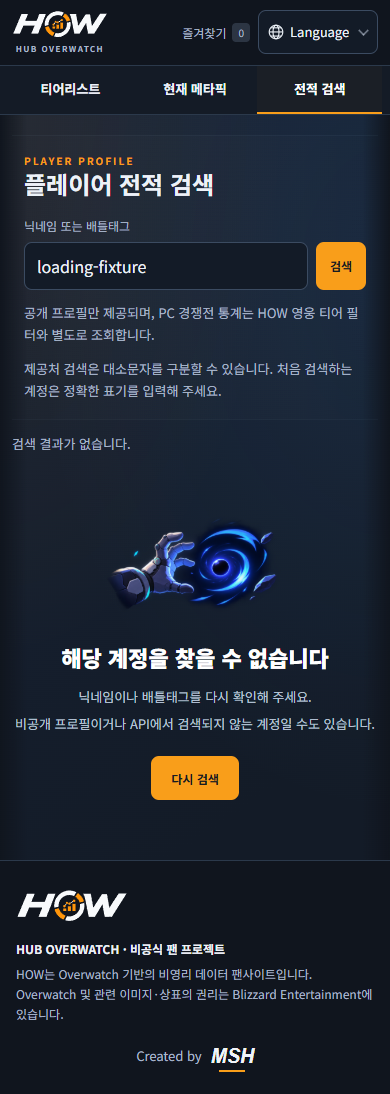 HOW
HUB OVERWATCH
즐겨찾기 0
Language
티어리스트
현재 메타픽
전적 검색
PLAYER PROFILE
플레이어 전적 검색
닉네임 또는 배틀태그
loading-fixture
검색
공개 프로필만 제공되며, PC 경쟁전 통계는 HOW 영웅 티어 필
터와 별도로 조회합니다.
제공처 검색은 대소문자를 구분할 수 있습니다. 처음 검색하는
계정은 정확한 표기를 입력해 주세요.
검색 결과가 없습니다.
해당 계정을 찾을 수 없습니다
닉네임이나 배틀태그를 다시 확인해 주세요.
비공개 프로필이거나 API에서 검색되지 않는 계정일 수도 있습니다.
다시 검색
HOW
HUB OVERWATCH · 비공식 팬 프로젝트
HOW는 Overwatch 기반의 비영리 데이터 팬사이트입니다.
Overwatch 및 관련 이미지·상표의 권리는 Blizzard Entertainment에
있습니다.
Created by MSH